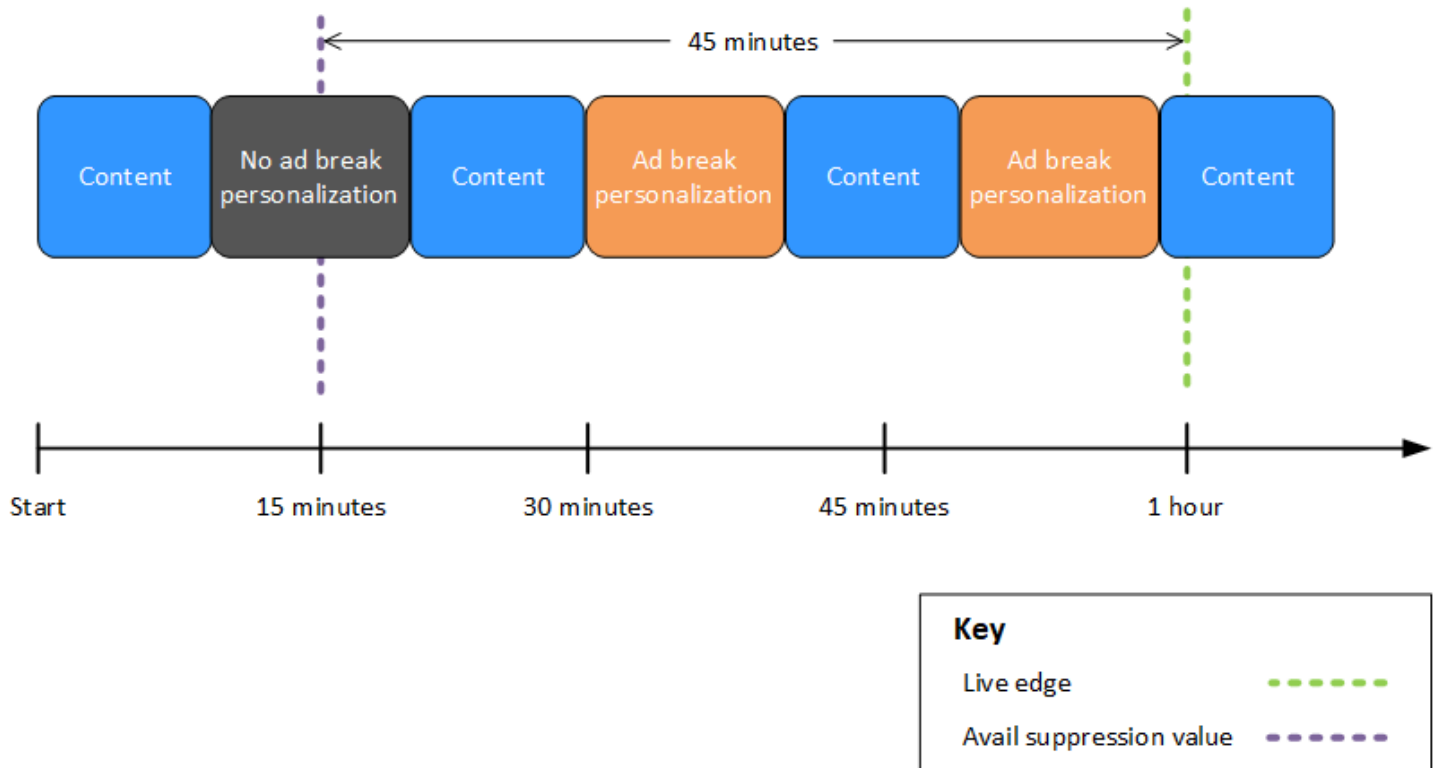 45 minutes
Content
No ad break
personalization
Content
Ad break
personalization
Content
Ad break
personalization
Content
Start
15 minutes
30 minutes
45 minutes
1 hour
Key
Live edge
Avail suppression value